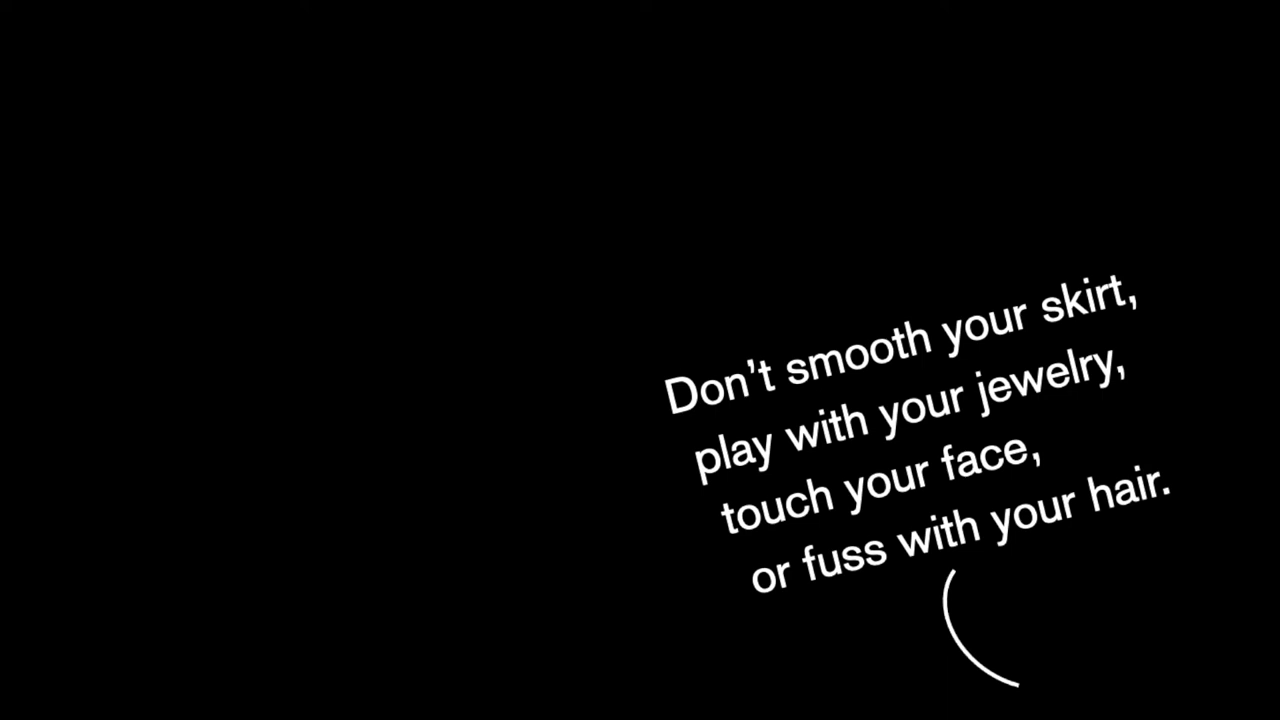 Don’t smooth your skirt,
play with your jewelry,
touch your face,
or fuss with your hair.